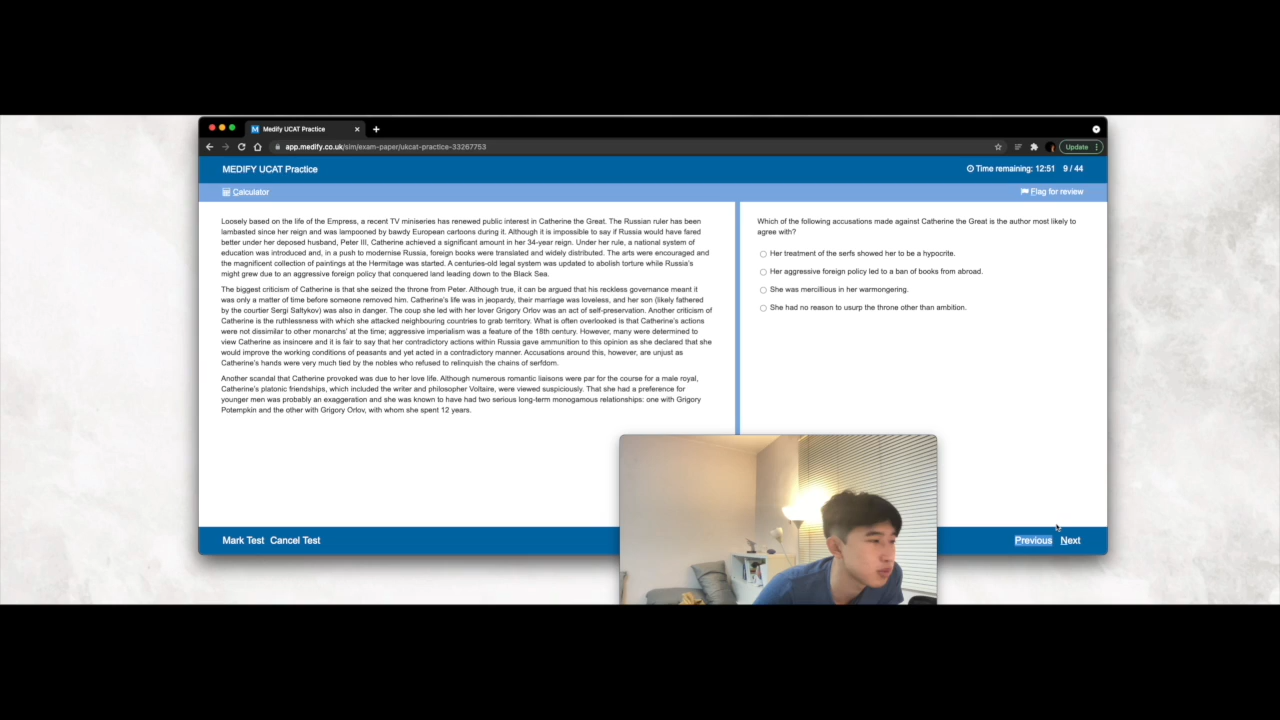 Medify UCAT Practice
app.medify.co.uk/sim/exam-paper/ukcat-practice-33267753
Update
MEDIFY UCAT Practice
Time remaining: 12:51 9 / 44
Calculator
Flag for review
Loosely based on the life of the Empress, a recent TV miniseries has renewed public interest in Catherine the Great. The Russian ruler has been
lambasted since her reign and was lampooned by bawdy European cartoons during it. Although it is impossible to say if Russia would have fared
better under her deposed husband, Peter III, Catherine achieved a significant amount in her 34-year reign. Under her rule, a national system of
education was introduced and, in a push to modernise Russia, foreign books were translated and widely distributed. The arts were encouraged and
the magnificent collection of paintings at the Hermitage was started. A centuries-old legal system was updated to abolish torture while Russia's
might grew due to an aggressive foreign policy that conquered land leading down to the Black Sea.
The biggest criticism of Catherine is that she seized the throne from Peter. Although true, it can be argued that his reckless governance meant it
was only a matter of time before someone removed him. Catherine's life was in jeopardy, their marriage was loveless, and her son (likely fathered
by the courtier Sergi Saltykov) was also in danger. The coup she led with her lover Grigory Orlov was an act of self-preservation. Another criticism
of Catherine is the ruthlessness with which she attacked neighbouring countries to grab territory. What is often overlooked is that Catherine's actions
were not dissimilar to other monarchs' at the time; aggressive imperialism was a feature of the 18th century. However, many were determined to
view Catherine as insincere and it is fair to say that her contradictory actions within Russia gave ammunition to this opinion as she declared that she
would improve the working conditions of peasants and yet acted in a contradictory manner. Accusations around this, however, are unjust as
Catherine's hands were very much tied by the nobles who refused to relinquish the chains of serfdom.
Another scandal that Catherine provoked was due to her love life. Although numerous romantic liaisons were par for the course for a male royal,
Catherine's platonic friendships, which included the writer and philosopher Voltaire, were viewed suspiciously. That she had a preference for
younger men was probably an exaggeration and she was known to have had two serious long-term monogamous relationships: one with Grigory
Potempkin and the other with Grigory Orlov, with whom she spent 12 years.
Which of the following accusations made against Catherine the Great is the author most likely to
agree with?
Her treatment of the serfs showed her to be a hypocrite.
Her aggressive foreign policy led to a ban of books from abroad.
She was mercilious in her warmongering.
She had no reason to usurp the throne other than ambition.
Mark Test Cancel Test
Previous Next